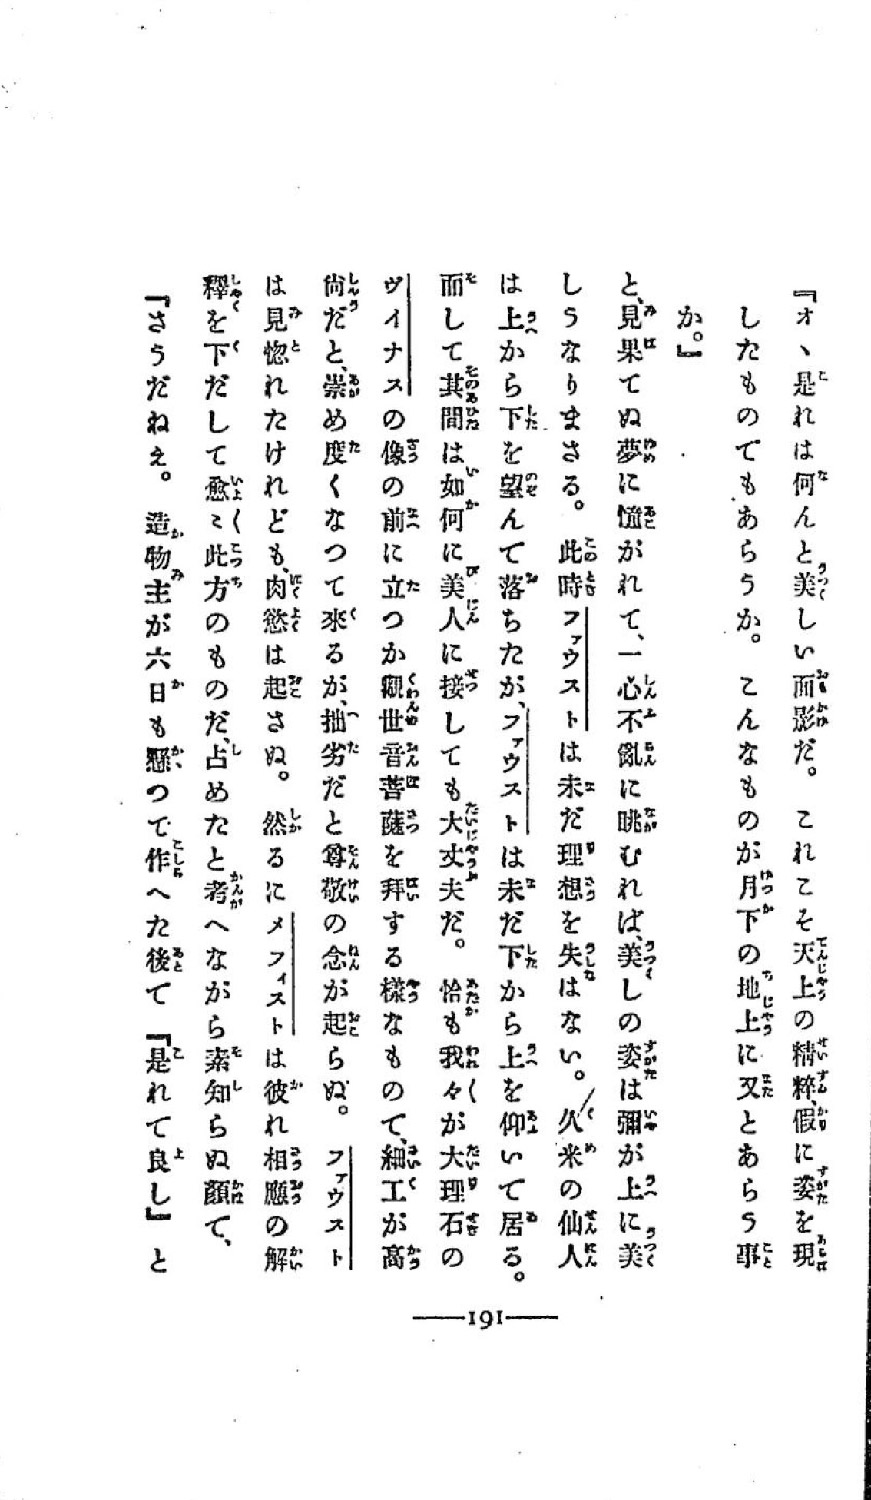 『オヽ是れは何んと美しい面影だ。これこそ天上の精粹、假に姿を現
したものでもあらうか。こんなものが月下の地上に又とあらう事
か。』
と、見果てぬ夢に憧がれて、一心不亂に眺むれば、美しの姿は彌が上に美
しうなりまさる。此時ファウストは未だ理想を失はない。久米の仙人
は上から下を望んで落ちたが、ファウストは未だ下から上を仰いて居る。
而して其間は如何に美人に接しても大丈夫だ。恰も我々が大理石の
ヴィナスの像の前に立つか觀世音菩薩を拜する樣なもので、細工が高
尚だと、崇め度くなつて來るが、拙劣だと尊敬の念が起らぬ。ファウスト
は見惚れたけれども、肉慾は起さぬ。然るにメフィストは彼れ相應の解
釋を下だして愈〻此方のものだ、占めたと考へながら素知らぬ顏て、
『さうだねえ。造物主が六日も懸つて作へた後て『是れて良し』と
191